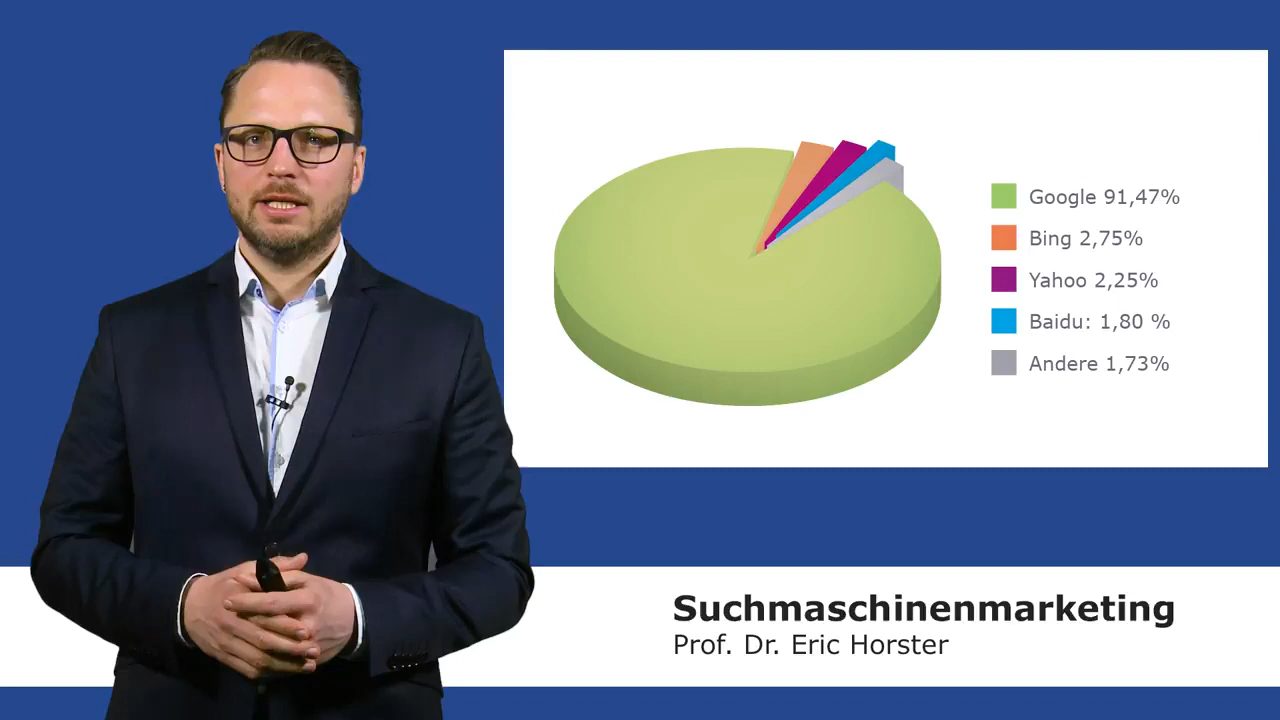 Google 91,47%
Bing 2,75%
Yahoo 2,25%
Baidu: 1,80 %
Andere 1,73%
Suchmaschinenmarketing
Prof. Dr. Eric Horster